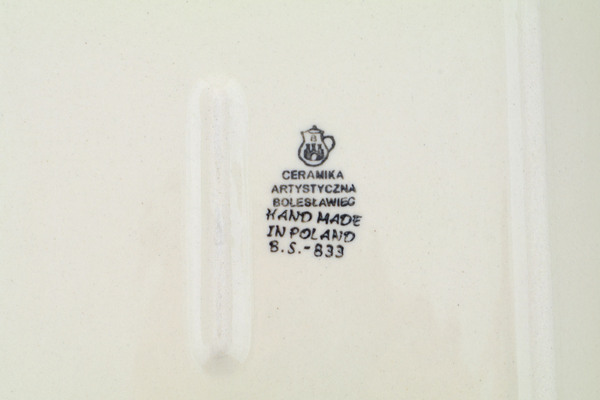 CERAMIKA
ARTYSTYCZNA
BOLESŁAWIEC
HAND MADE
IN POLAND
B.S.-833